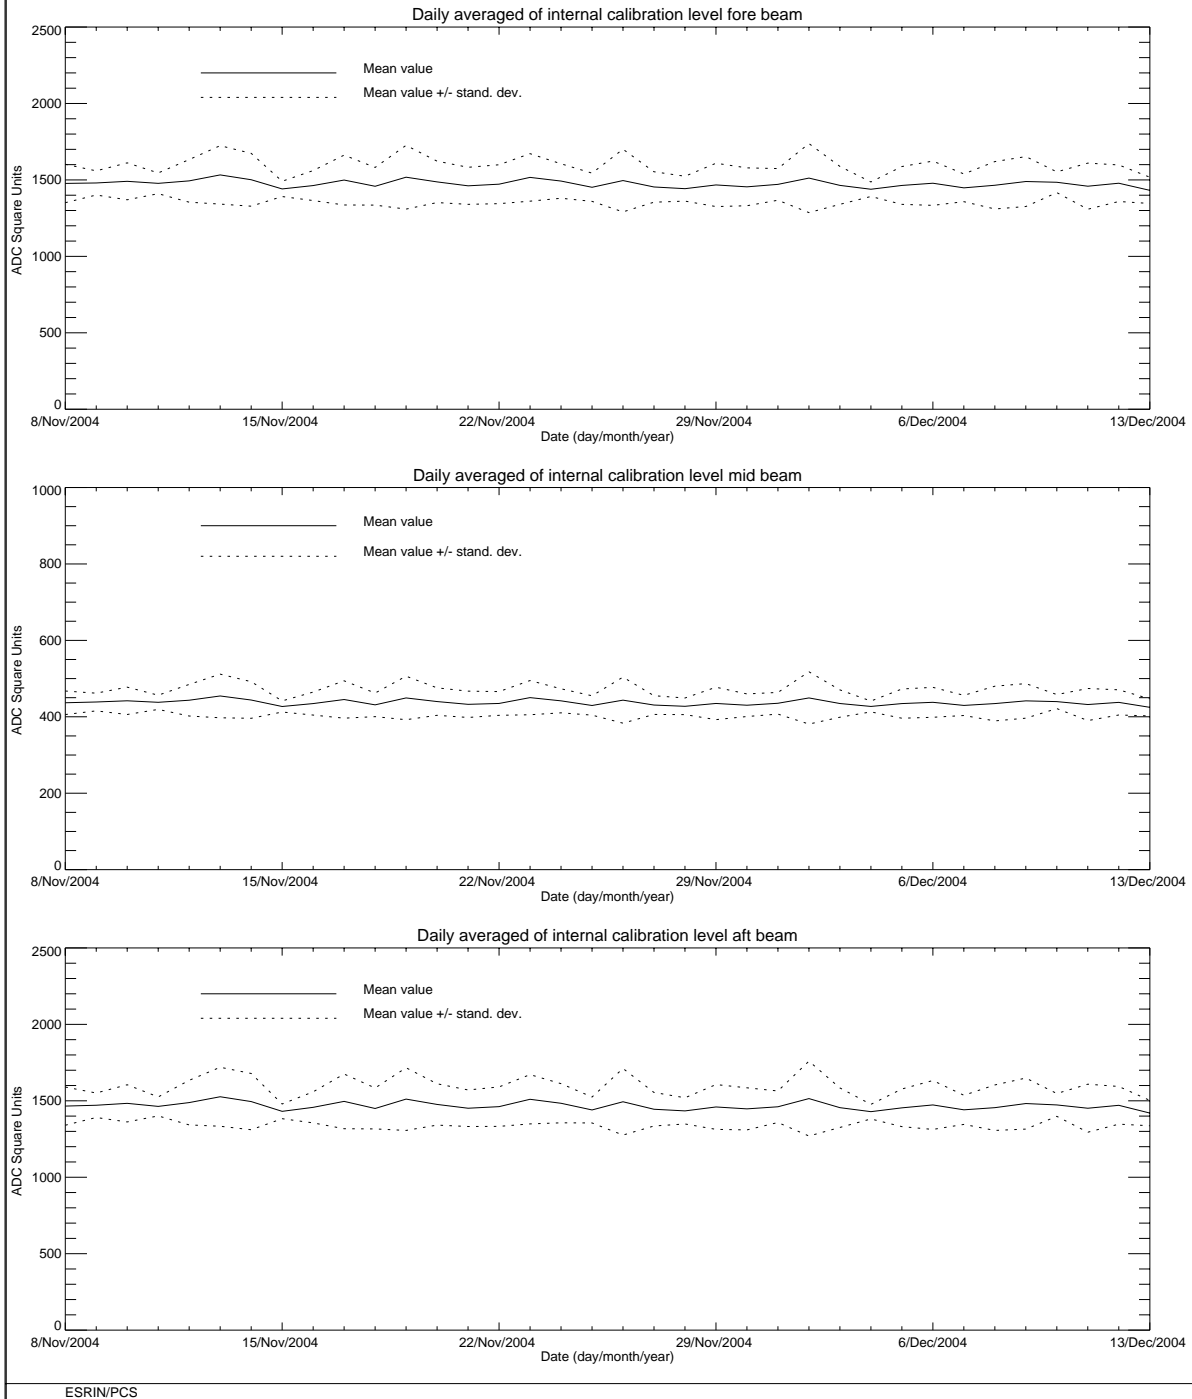 Daily averaged of internal calibration level fore beam
2500
2000
1500
1000
500
0
ADC Square Units
Mean value
Mean value +/- stand. dev.
8/Nov/2004 15/Nov/2004 22/Nov/2004 29/Nov/2004 6/Dec/2004 13/Dec/2004
Date (day/month/year)
Daily averaged of internal calibration level mid beam
1000
800
600
400
200
0
ADC Square Units
Mean value
Mean value +/- stand. dev.
8/Nov/2004 15/Nov/2004 22/Nov/2004 29/Nov/2004 6/Dec/2004 13/Dec/2004
Date (day/month/year)
Daily averaged of internal calibration level aft beam
2500
2000
1500
1000
500
0
ADC Square Units
Mean value
Mean value +/- stand. dev.
8/Nov/2004 15/Nov/2004 22/Nov/2004 29/Nov/2004 6/Dec/2004 13/Dec/2004
Date (day/month/year)
ESRIN/PCS